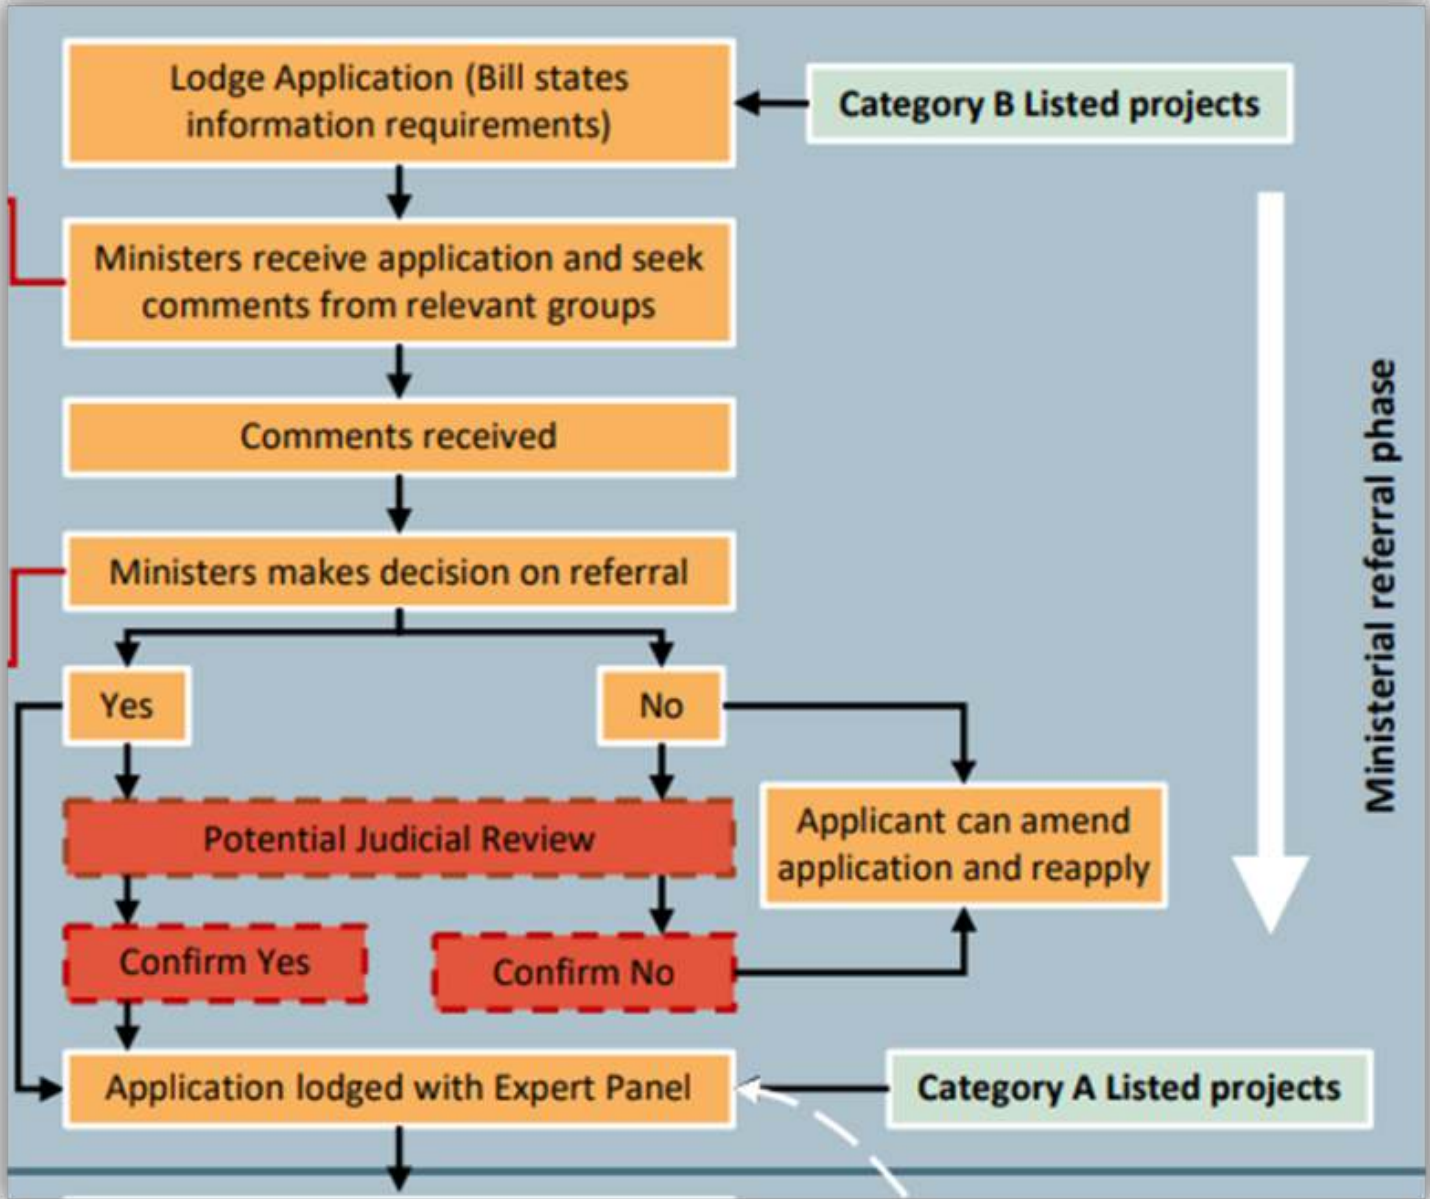 Lodge Application (Bill states
information requirements)
Category B Listed projects
Ministers receive application and seek
comments from relevant groups
Comments received
Ministers makes decision on referral
Yes
No
Potential Judicial Review
Applicant can amend
application and reapply
Confirm Yes
Confirm No
Application lodged with Expert Panel
Category A Listed projects
Ministerial referral phase